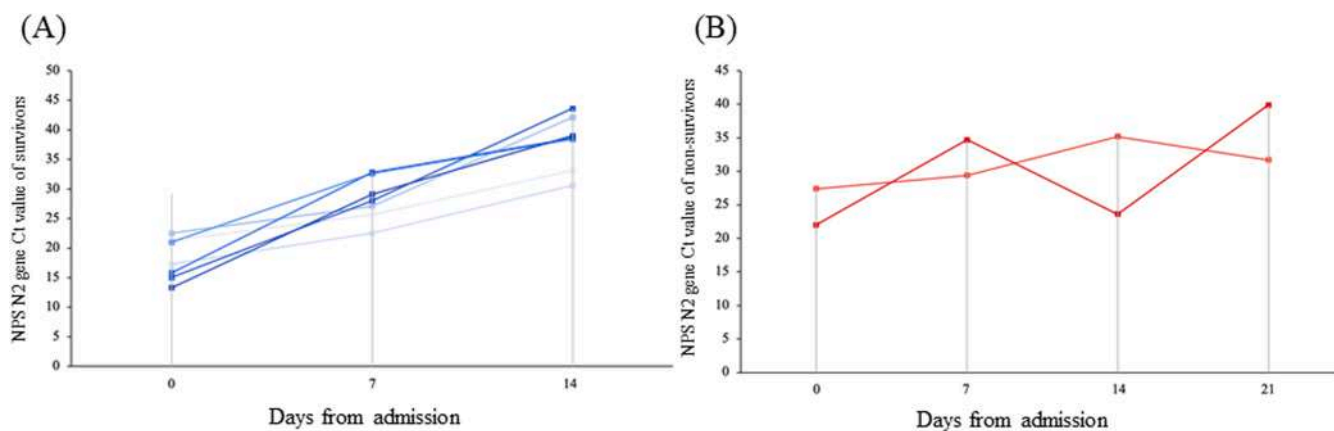 (A)
NPS N2 gene Ct value of survivors
50
45
40
35
30
25
20
15
10
5
0
0 7 14
Days from admission
(B)
NPS N2 gene Ct value of non-survivors
45
40
35
30
25
20
15
10
5
0
0 7 14 21
Days from admission